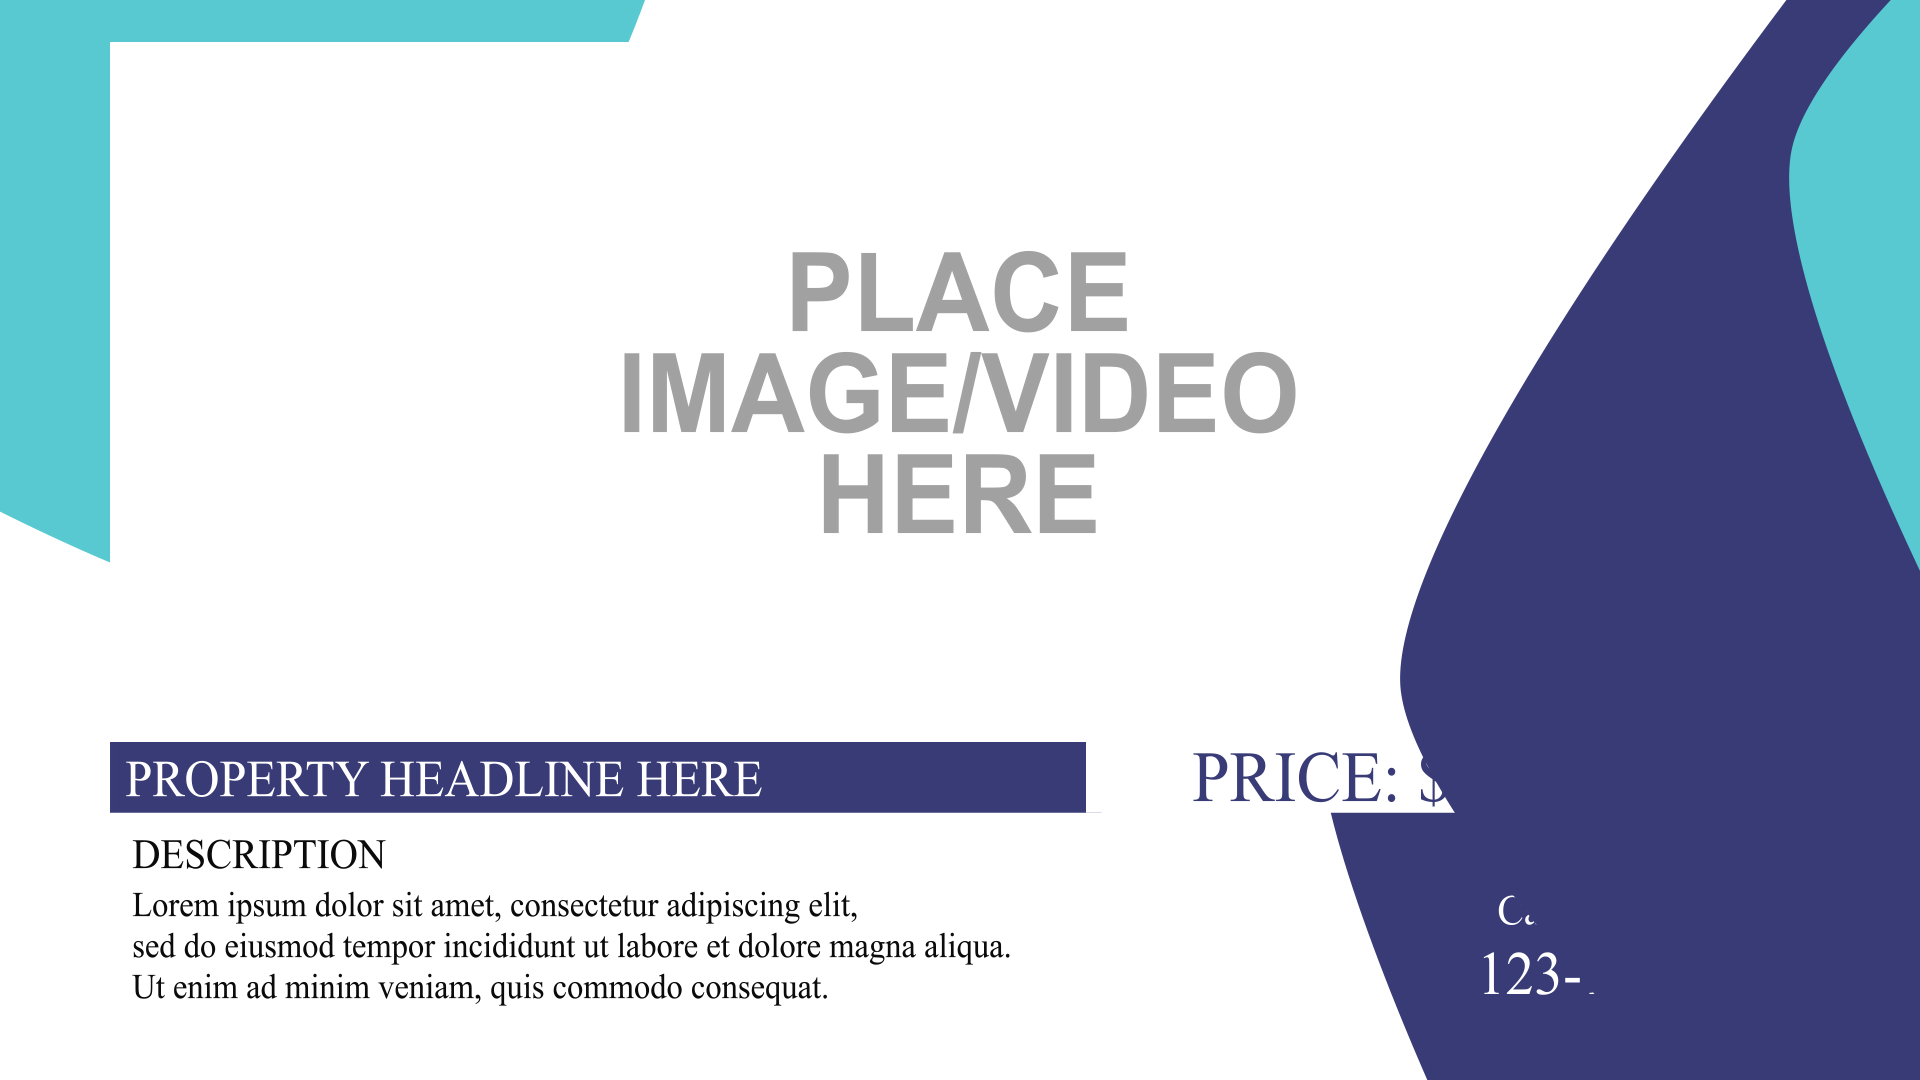 PLACE
IMAGE/VIDEO
HERE
PROPERTY HEADLINE HERE
PRICE: $
DESCRIPTION
Lorem ipsum dolor sit amet, consectetur adipiscing elit,
sed do eiusmod tempor incididunt ut labore et dolore magna aliqua.
Ut enim ad minim veniam, quis commodo consequat.
123-